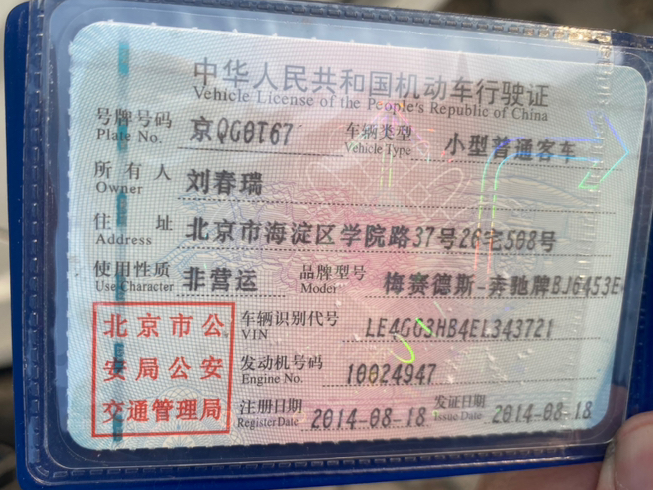 中华人民共和国机动车行驶证
Vehicle License of the People's Republic of China
号牌号码 京QG0T67 车辆类型 小型普通客车
Plate No. Vehicle Type
所有人 刘春瑞
Owner
住址 北京市海淀区学院路37号26宅508号
Address
使用性质 非营运 品牌型号 梅赛德斯-奔驰牌BJ6453E
Use Character Moder
北京市公 车辆识别代号 LE4GG3HB4EL343721
VIN
安局公安 发动机号码 10024947
Engine No.
交通管理局 注册日期 2014-08-18 发证日期 2014-08-18
Register Date Issue Date